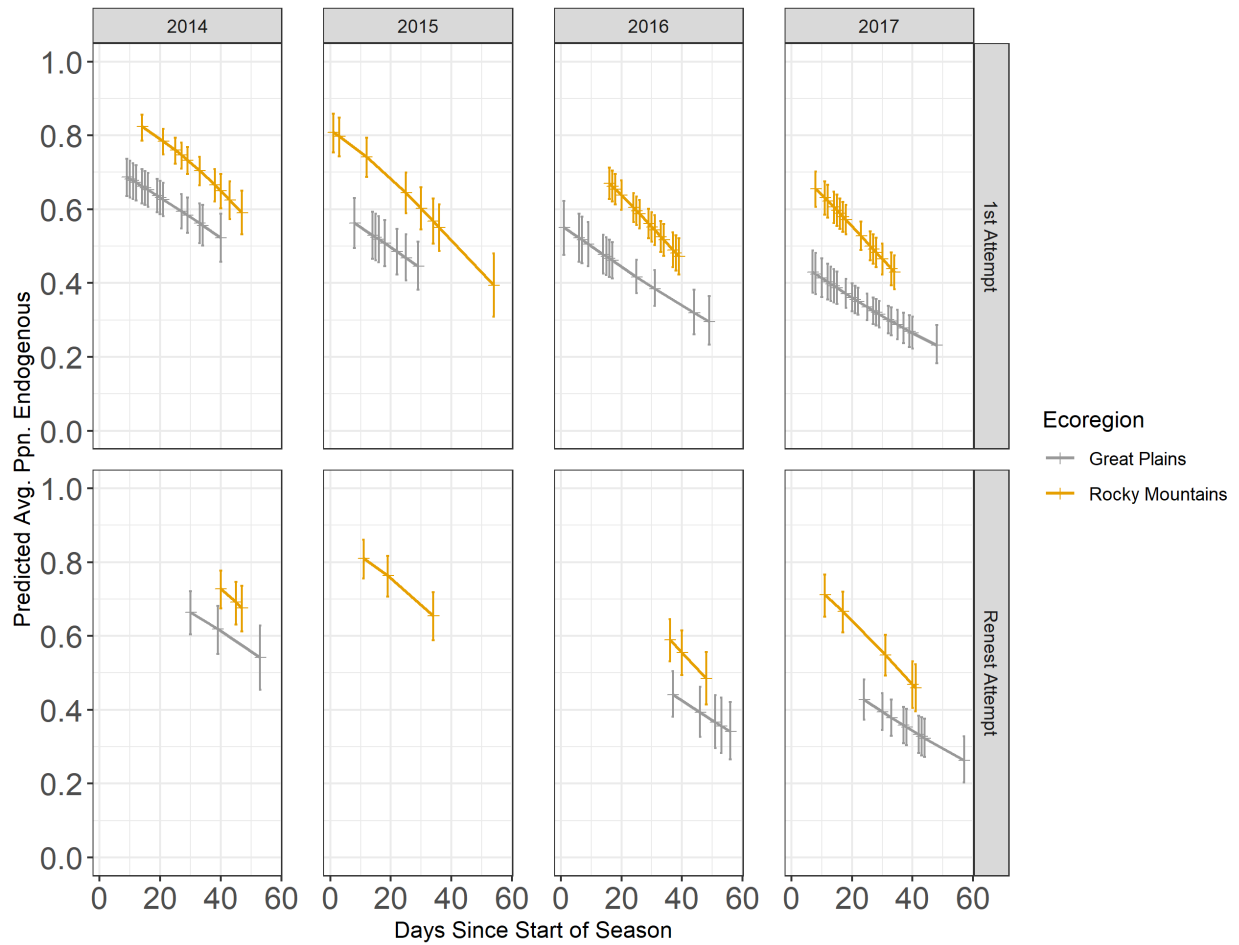 2014 2015 2016 2017
1.0
0.8
0.6
0.4
0.2
0.0
1st Attempt
1.0
0.8
0.6
0.4
0.2
0.0
Renest Attempt
0 20 40 60 0 20 40 60 0 20 40 60 0 20 40 60
Days Since Start of Season
Predicted Avg. Ppn. Endogenous
Ecoregion
Great Plains
Rocky Mountains